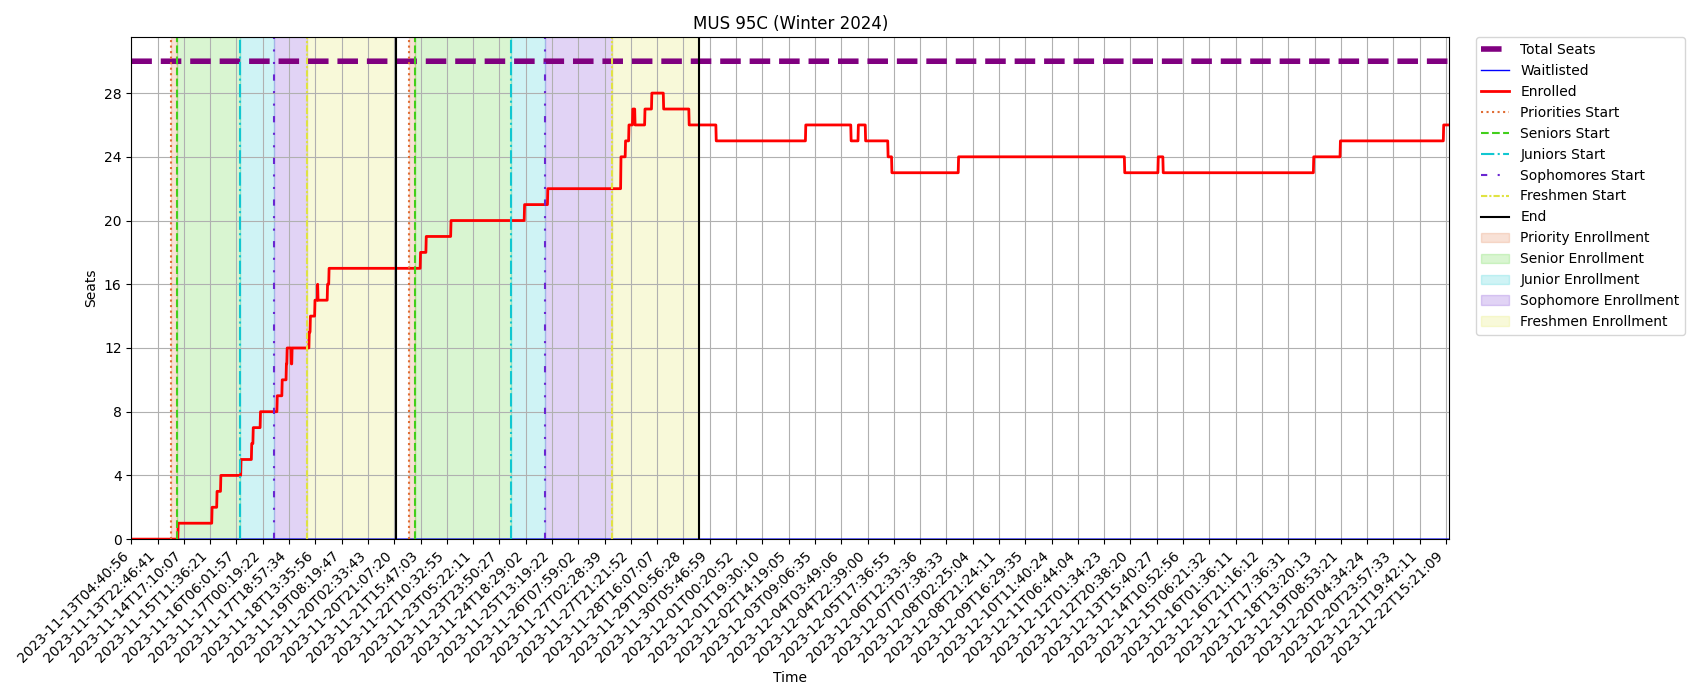 MUS 95C (Winter 2024)
Seats
28
24
20
16
12
8
4
0
2023-11-13T04:40:56
2023-11-13T22:46:41
2023-11-14T17:10:07
2023-11-15T11:36:21
2023-11-16T06:01:57
2023-11-17T00:19:22
2023-11-17T18:57:34
2023-11-18T13:35:56
2023-11-19T08:19:47
2023-11-20T02:33:43
2023-11-20T21:07:20
2023-11-21T15:47:03
2023-11-22T10:32:55
2023-11-23T05:22:11
2023-11-23T23:50:27
2023-11-24T18:29:02
2023-11-25T13:19:22
2023-11-26T07:59:02
2023-11-27T02:28:39
2023-11-27T21:21:52
2023-11-28T16:07:07
2023-11-29T10:56:28
2023-11-30T05:46:59
2023-12-01T00:20:52
2023-12-01T19:30:10
2023-12-02T14:19:05
2023-12-03T09:06:35
2023-12-04T03:49:06
2023-12-04T22:39:00
2023-12-05T17:36:55
2023-12-06T12:33:36
2023-12-07T07:38:33
2023-12-08T02:25:04
2023-12-08T21:24:11
2023-12-09T16:29:35
2023-12-10T11:40:24
2023-12-11T06:44:04
2023-12-12T01:34:23
2023-12-12T20:38:20
2023-12-13T15:40:27
2023-12-14T10:52:56
2023-12-15T06:21:32
2023-12-16T01:36:11
2023-12-16T21:16:12
2023-12-17T17:36:31
2023-12-18T13:20:13
2023-12-19T08:53:21
2023-12-20T04:34:24
2023-12-20T23:57:33
2023-12-21T19:42:11
2023-12-22T15:21:09
Time
Total Seats
Waitlisted
Enrolled
Priorities Start
Seniors Start
Juniors Start
Sophomores Start
Freshmen Start
End
Priority Enrollment
Senior Enrollment
Junior Enrollment
Sophomore Enrollment
Freshmen Enrollment